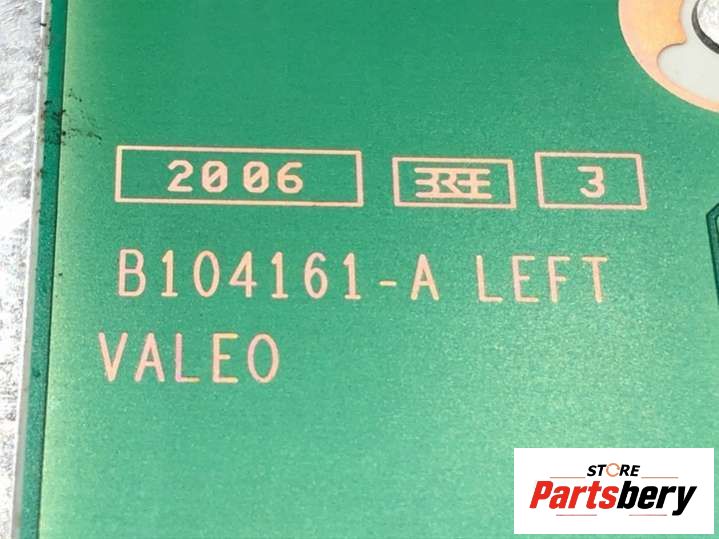 2006 3
B104161-A LEFT
VALEO
STORE
Partsbery